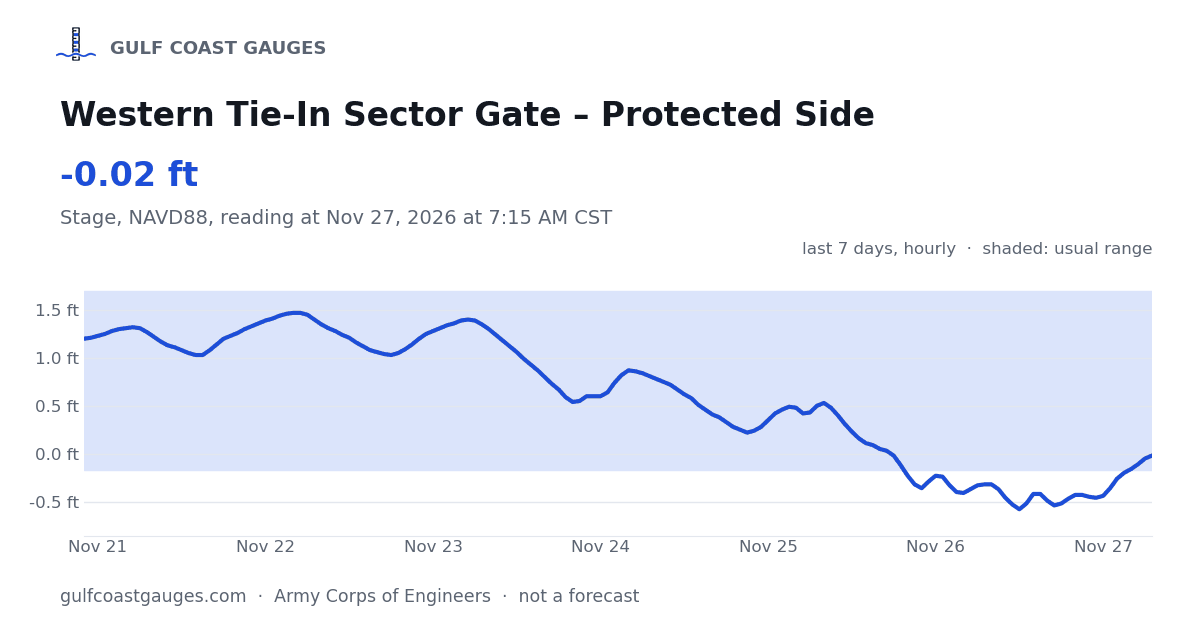 GULF COAST GAUGES
Western Tie-In Sector Gate – Protected Side
-0.02 ft
Stage, NAVD88, reading at Nov 27, 2026 at 7:15 AM CST
last 7 days, hourly · shaded: usual range
1.5 ft
1.0 ft
0.5 ft
0.0 ft
-0.5 ft
Nov 21 Nov 22 Nov 23 Nov 24 Nov 25 Nov 26 Nov 27
gulfcoastgauges.com · Army Corps of Engineers · not a forecast